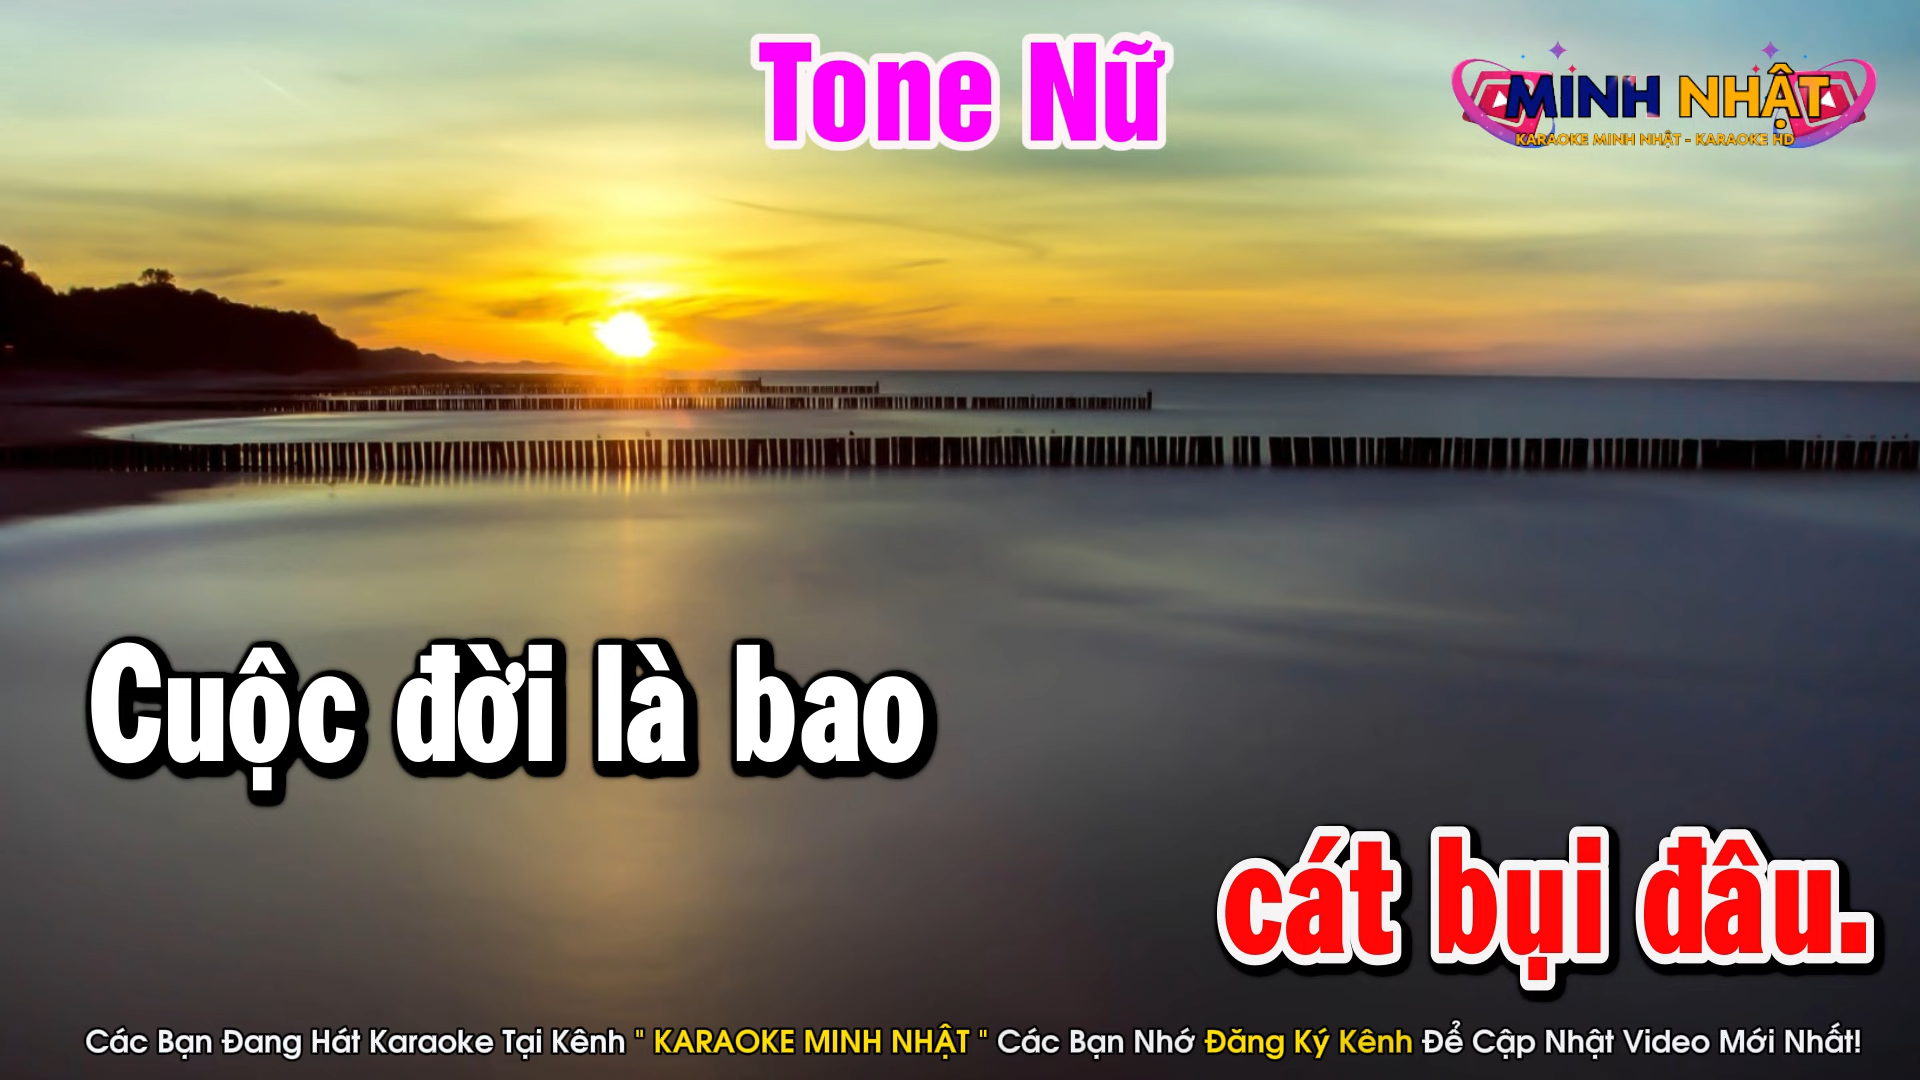 Tone Nữ
MINH NHẬT
KARAOKE MINH NHẬT - KARAOKE HD
Cuộc đời là bao
cát bụi đâu.
Các Bạn Đang Hát Karaoke Tại Kênh " KARAOKE MINH NHẬT " Các Bạn Nhớ Đăng Ký Kênh Để Cập Nhật Video Mới Nhất!